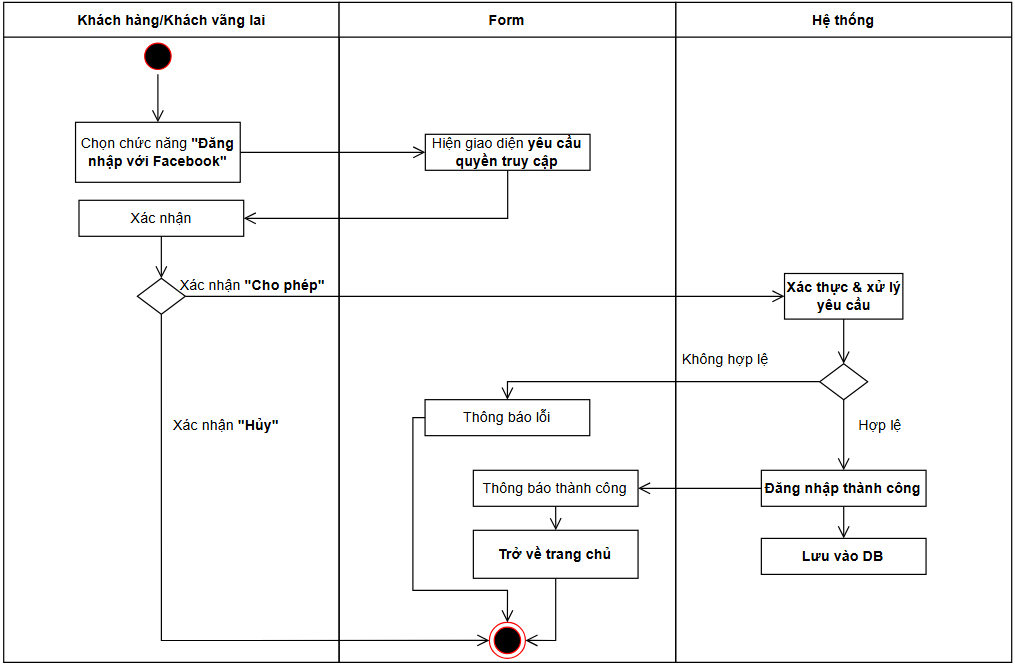 Khách hàng/Khách vãng lai
Form
Hệ thống
Chọn chức năng "Đăng
nhập với Facebook"
Hiện giao diện yêu cầu
quyền truy cập
Xác nhận
Xác nhận "Cho phép"
Xác thực & xử lý
yêu cầu
Không hợp lệ
Thông báo lỗi
Xác nhận "Hủy"
Hợp lệ
Thông báo thành công
Đăng nhập thành công
Trở về trang chủ
Lưu vào DB